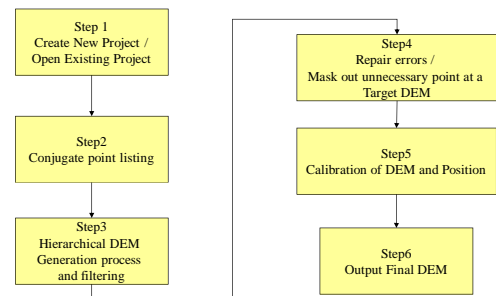 Step 1
Create New Project /
Open Existing Project
Step2
Conjugate point listing
Step3
Hierarchical DEM
Generation process
and filtering
Step4
Repair errors /
Mask out unnecessary point at a
Target DEM
Step5
Calibration of DEM and Position
Step6
Output Final DEM